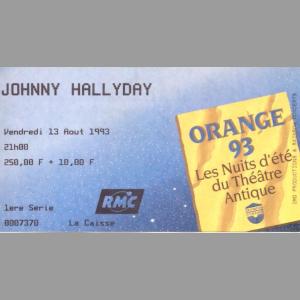 JOHNNY HALLYDAY
Vendredi 13 Aout 1993
21h00
250,00 F + 10,00 F
RMC
1ere Serie
0007370 La Caisse
ORANGE
93
Les Nuits d'été
du Théâtre
Antique